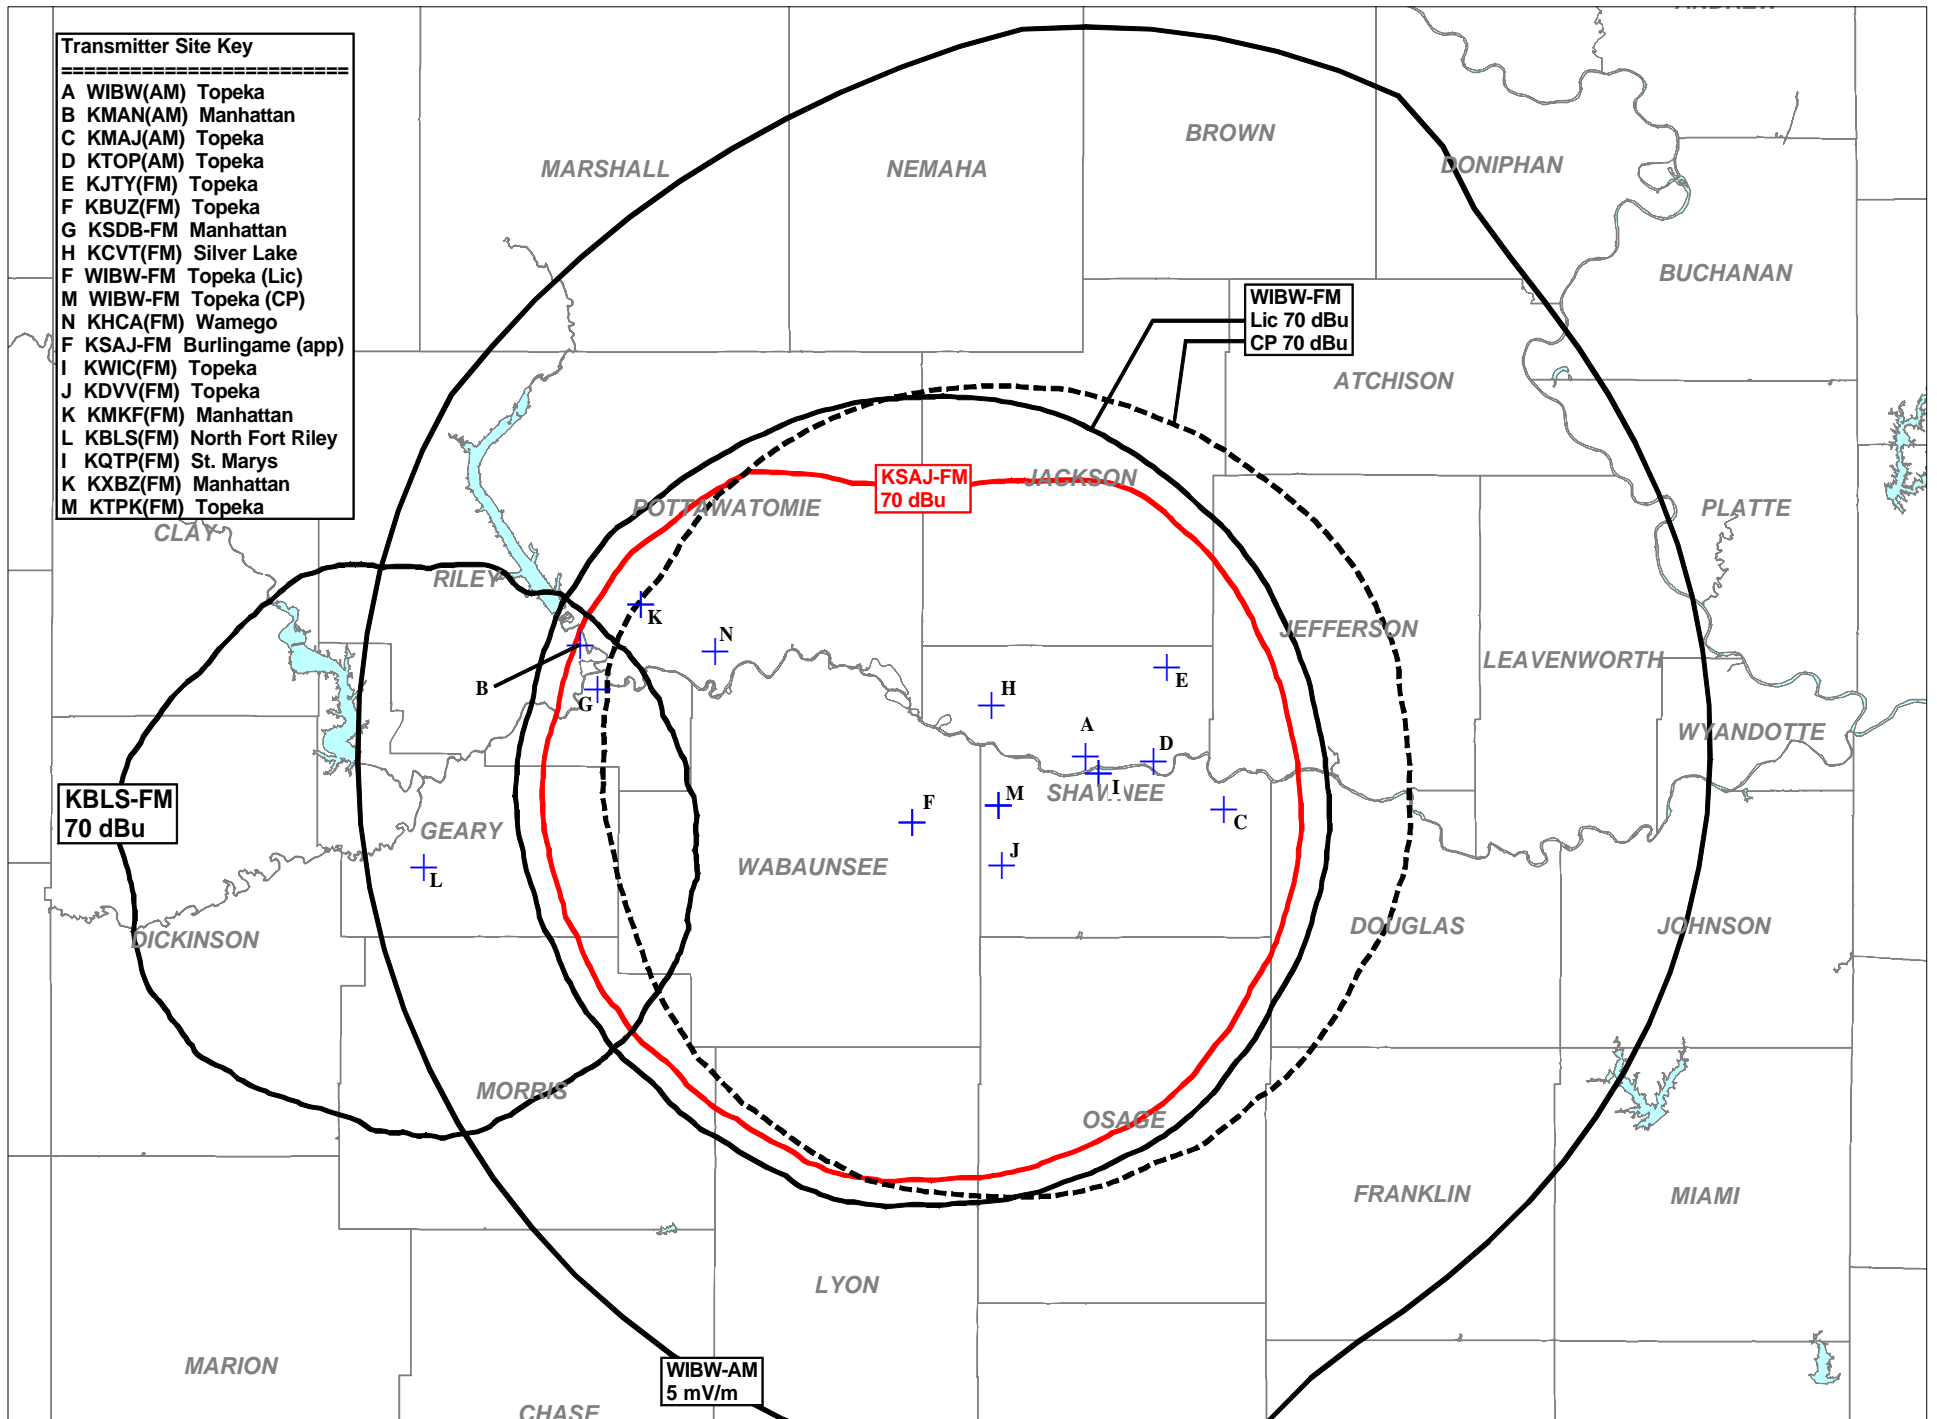 Transmitter Site Key
=========================
A WIBW(AM) Topeka
B KMAN(AM) Manhattan
C KMAJ(AM) Topeka
D KTOP(AM) Topeka
E KJTY(FM) Topeka
F KBUZ(FM) Topeka
G KSDB-FM Manhattan
H KCVT(FM) Silver Lake
F WIBW-FM Topeka (Lic)
M WIBW-FM Topeka (CP)
N KHCA(FM) Wamego
F KSAJ-FM Burlingame (app)
I KWIC(FM) Topeka
J KDVV(FM) Topeka
K KMKF(FM) Manhattan
L KBLS(FM) North Fort Riley
I KQTP(FM) St. Marys
K KXBZ(FM) Manhattan
M KTPK(FM) Topeka
BROWN
MARSHALL
NEMAHA
DONIPHAN
BUCHANAN
WIBW-FM
Lic 70 dBu
CP 70 dBu
ATCHISON
KSAJ-FM
70 dBu
JACKSON
POTTAWATOMIE
PLATTE
CLAY
RILEY
K
N
JEFFERSON
LEAVENWORTH
B
G
H
E
A
D
WYANDOTTE
I
SHAWNEE
KBLS-FM
70 dBu
GEARY
F
M
C
J
WABAUNSEE
L
DICKINSON
DOUGLAS
JOHNSON
MORRIS
OSAGE
FRANKLIN
MIAMI
LYON
MARION
WIBW-AM
5 mV/m
CHASE